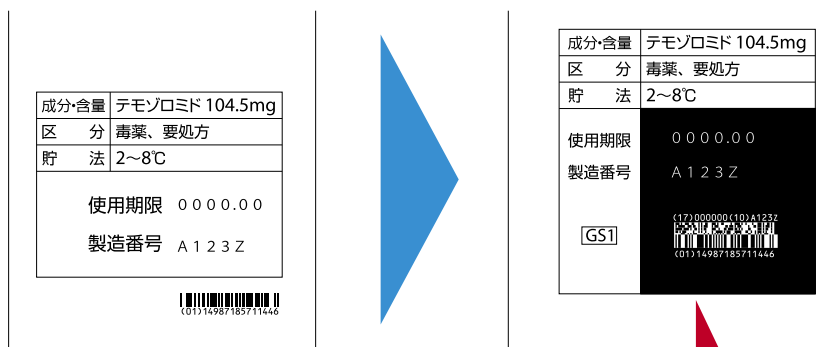 成分・含量 テモゾロミド 104.5mg
区 分 毒薬、要処方
貯 法 2～8℃
使用期限 0000.00
製造番号 A123Z
(01)14987185711446
成分・含量 テモゾロミド 104.5mg
区 分 毒薬、要処方
貯 法 2～8℃
使用期限 0000.00
製造番号 A123Z
(17)000000(10)A123Z
GS1
(01)14987185711446